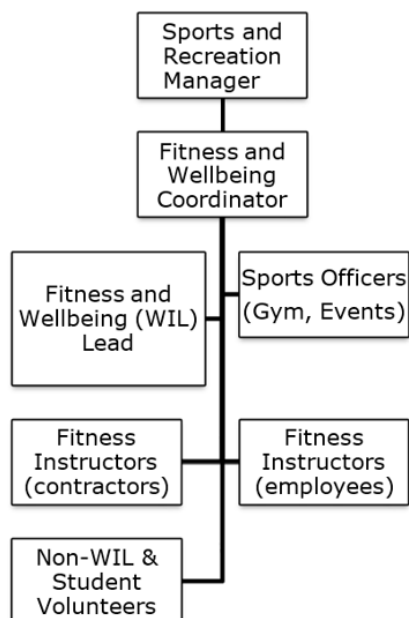 Sports and
Recreation
Manager
Fitness and
Wellbeing
Coordinator
Fitness and
Wellbeing (WIL)
Lead
Sports Officers
(Gym, Events)
Fitness
Instructors
(contractors)
Fitness
Instructors
(employees)
Non-WIL &
Student
Volunteers